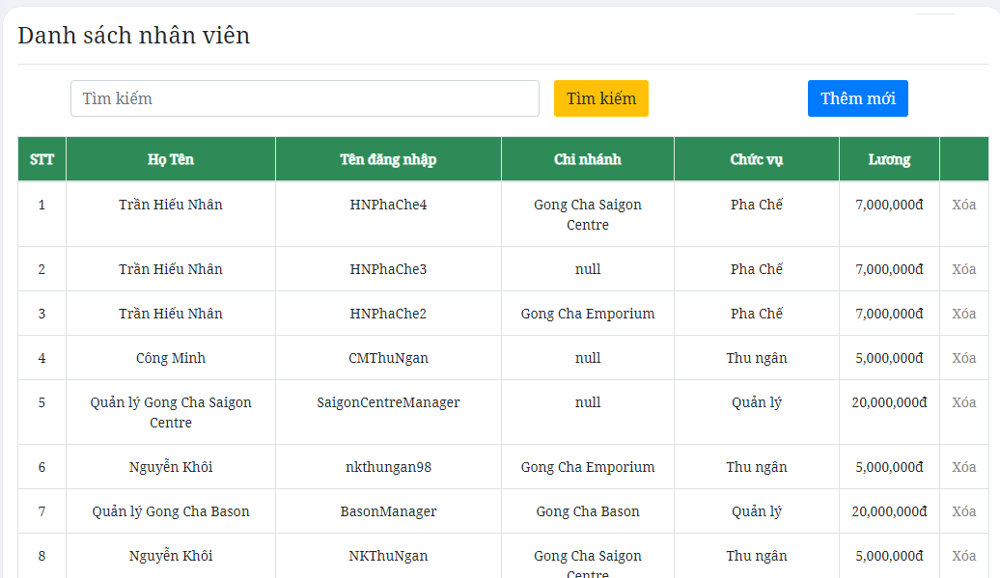 Danh sách nhân viên
Tìm kiếm Tìm kiếm Thêm mới
STT Họ Tên Tên đăng nhập Chi nhánh Chức vụ Lương
1 Trần Hiếu Nhân HNPhaChe4 Gong Cha Saigon Pha Chế 7,000,000đ Xóa
Centre
2 Trần Hiếu Nhân HNPhaChe3 null Pha Chế 7,000,000đ Xóa
3 Trần Hiếu Nhân HNPhaChe2 Gong Cha Emporium Pha Chế 7,000,000đ Xóa
4 Công Minh CMThuNgan null Thu ngân 5,000,000đ Xóa
5 Quản lý Gong Cha Saigon SaigonCentreManager null Quản lý 20,000,000đ Xóa
Centre
6 Nguyễn Khôi nkthungan98 Gong Cha Emporium Thu ngân 5,000,000đ Xóa
7 Quản lý Gong Cha Bason BasonManager Gong Cha Bason Quản lý 20,000,000đ Xóa
8 Nguyễn Khôi NKThuNgan Gong Cha Saigon Thu ngân 5,000,000đ Xóa
Centre